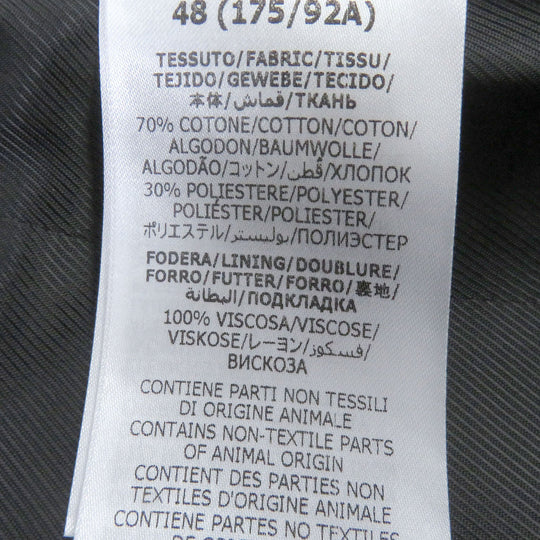 48 (175/92A)
TESSUTO/FABRIC/TISSU/
TEJIDO/GEWEBE/TECIDO/
本体/قماش/ТКАНЬ
70% COTONE/COTTON/COTON/
ALGODON/BAUMWOLLE/
ALGODÃO/コットン/قطن/ХЛОПОК
30% POLIESTERE/POLYESTER/
POLIÉSTER/POLIESTER/
ポリエステル/بوليستر/ПОЛИЭСТЕР
FODERA/LINING/DOUBLURE/
FORRO/FUTTER/FORRO/裏地/
البطانة/ПОДКЛАДКА
100% VISCOSA/VISCOSE/
VISKOSE/レーヨン/فسكوز/
ВИСКОЗА
CONTIENE PARTI NON TESSILI
DI ORIGINE ANIMALE
CONTAINS NON-TEXTILE PARTS
OF ANIMAL ORIGIN
CONTIENT DES PARTIES NON
TEXTILES D'ORIGINE ANIMALE
CONTIENE PARTES NO TEXTILES